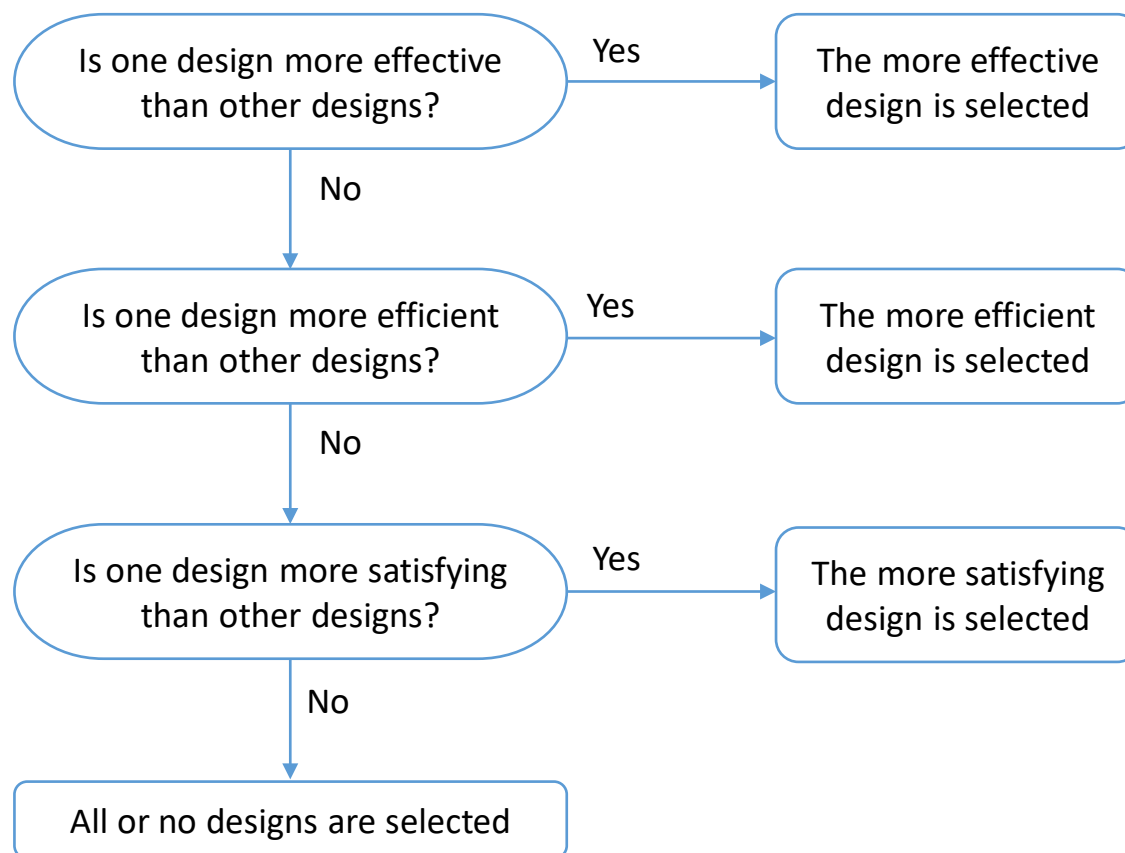 Is one design more effective
than other designs?
Yes
The more effective
design is selected
No
Is one design more efficient
than other designs?
Yes
The more efficient
design is selected
No
Is one design more satisfying
than other designs?
Yes
The more satisfying
design is selected
No
All or no designs are selected